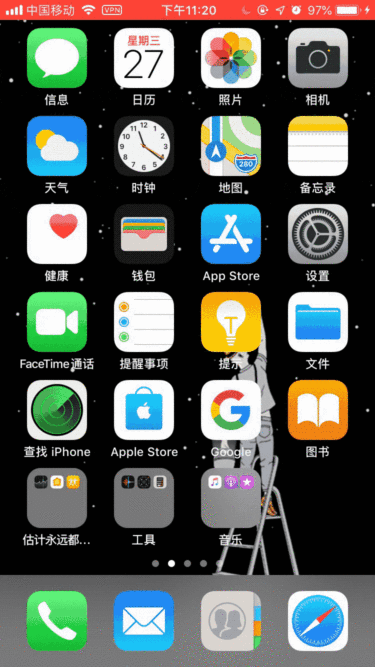 中国移动 VPN 下午11:20 97%
星期三
27
280
信息 日历 照片 相机
天气 时钟 地图 备忘录
健康 钱包 App Store 设置
FaceTime通话 提醒事项 提示 文件
查找 iPhone Apple Store Google 图书
估计永远都... 工具 音乐